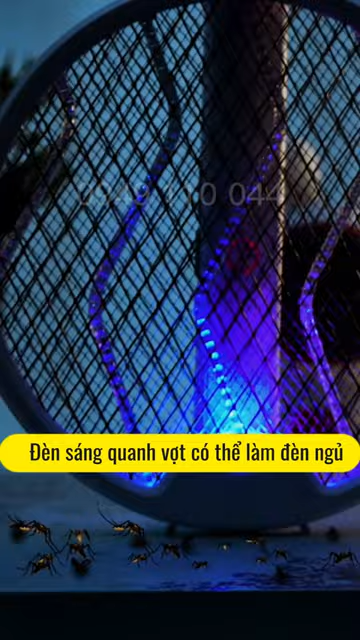 Đèn sáng quanh vợt có thể làm đèn ngủ